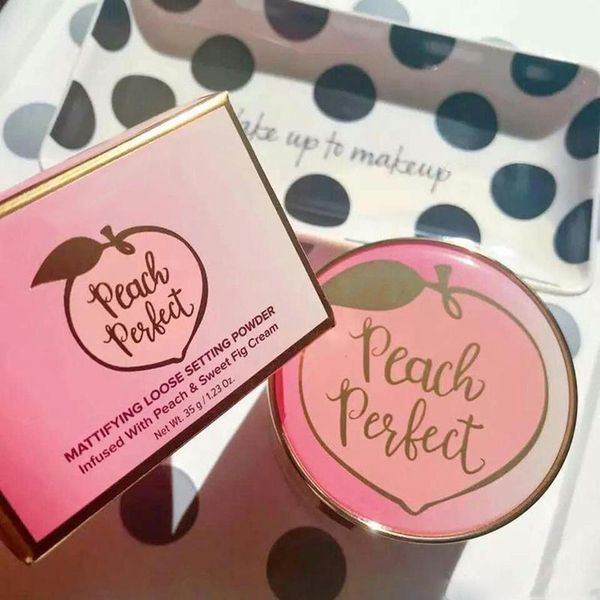 Wake up to makeup
Peach
Perfect
MATTIFYING LOOSE SETTING POWDER
Infused With Peach & Sweet Fig Cream
Net Wt. 35 g / 1.23 Oz.
Peach
Perfect